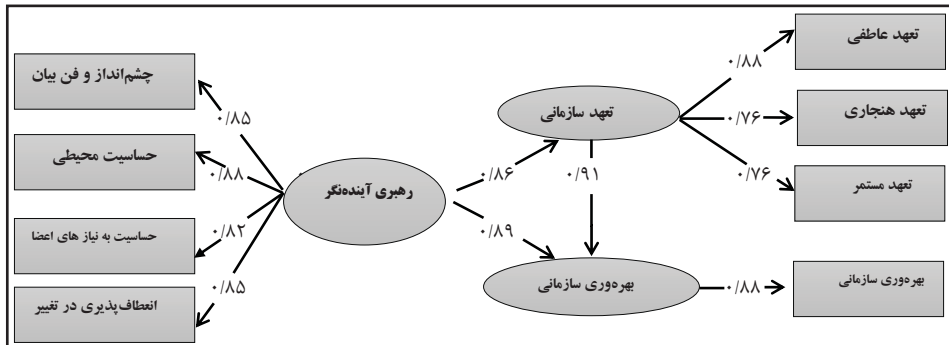 تعهد عاطفی
چشم‌انداز و فن بیان
۰/۸۸
۰/۸۵
تعهد سازمانی
تعهد هنجاری
۰/۷۶
حساسیت محیطی
۰/۸۸
رهبری آینده‌نگر
۰/۸۶
۰/۹۱
۰/۷۶
تعهد مستمر
حساسیت به نیاز های اعضا
۰/۸۲
۰/۸۹
بهره‌وری سازمانی
۰/۸۸
بهره‌وری سازمانی
انعطاف‌پذیری در تغییر
۰/۸۵